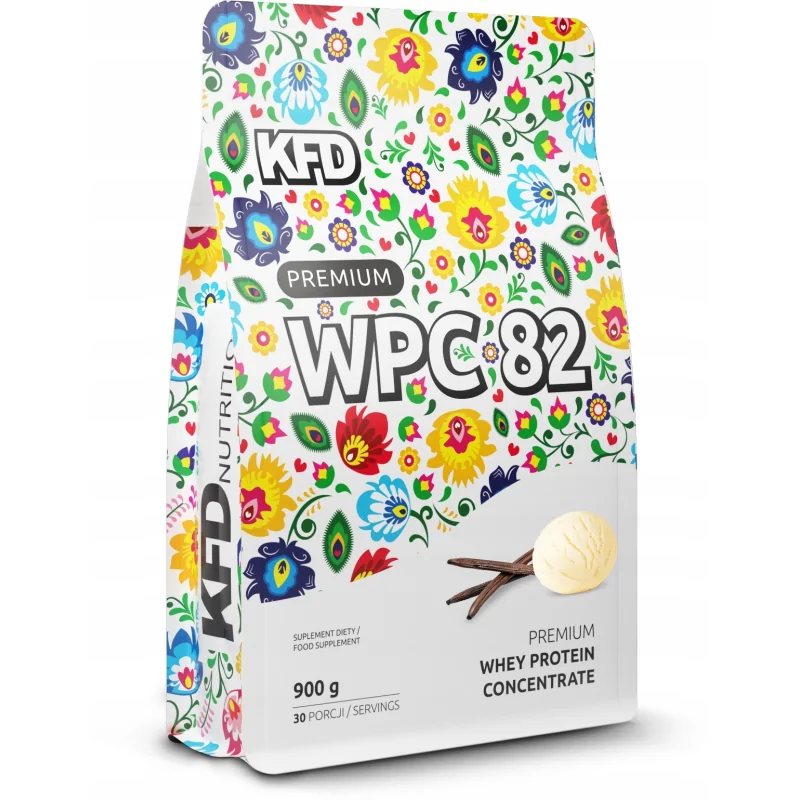 KFD
PREMIUM
WPC 82
KFD NUTRITIO
SUPLEMENT DIETY /
FOOD SUPPLEMENT
900 g
30 PORCJI / SERVINGS
PREMIUM
WHEY PROTEIN
CONCENTRATE